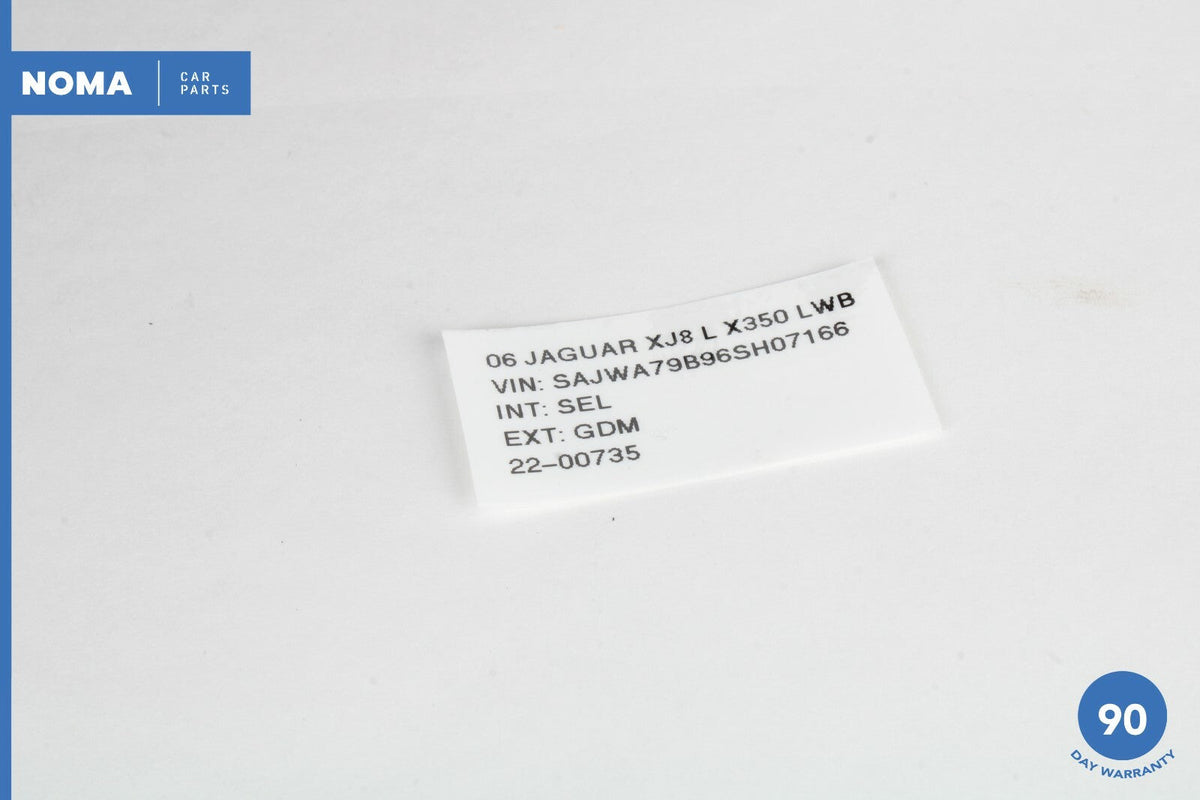 NOMA
CAR
PARTS
06 JAGUAR XJ8 L X350 LWB
VIN: SAJWA79B96SH07166
INT: SEL
EXT: GDM
22-00735
90
DAY WARRANTY